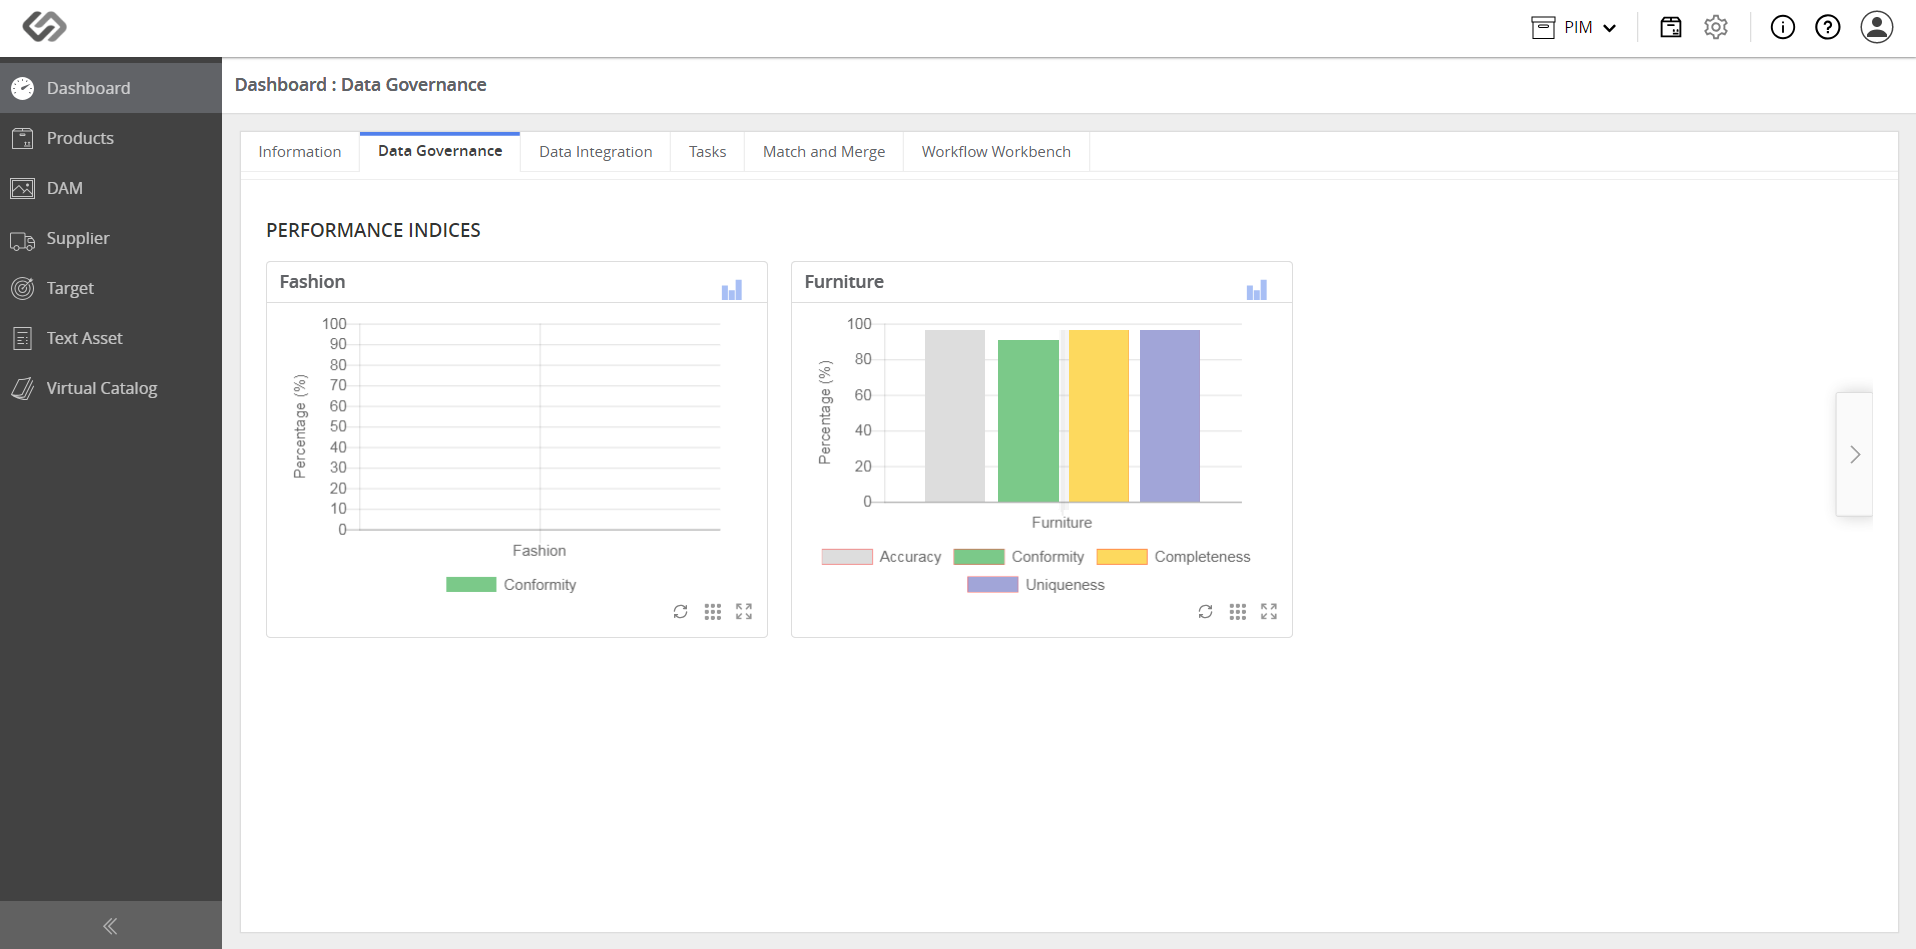 PIM
Dashboard
Products
DAM
Supplier
Target
Text Asset
Virtual Catalog
Dashboard : Data Governance
Information
Data Governance
Data Integration
Tasks
Match and Merge
Workflow Workbench
PERFORMANCE INDICES
Fashion
100
90
80
70
60
50
40
30
20
10
0
Percentage (%)
Fashion
Conformity
Furniture
100
80
60
40
20
0
Percentage (%)
Furniture
Accuracy Conformity Completeness
Uniqueness